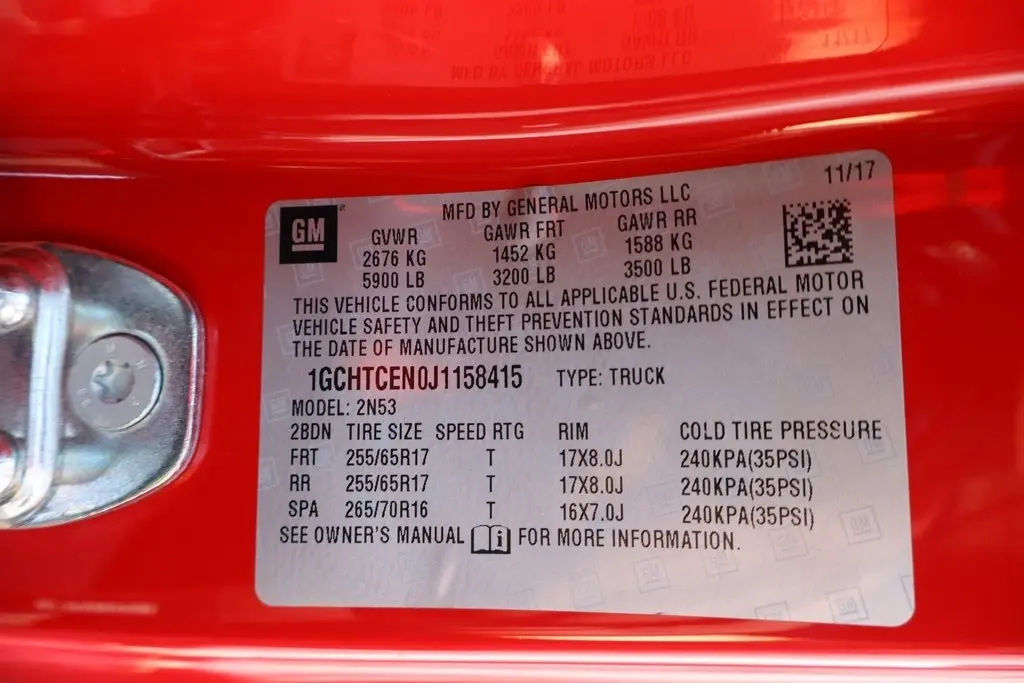 11/17
GM
MFD BY GENERAL MOTORS LLC
GVWR GAWR FRT GAWR RR
2676 KG 1452 KG 1588 KG
5900 LB 3200 LB 3500 LB
THIS VEHICLE CONFORMS TO ALL APPLICABLE U.S. FEDERAL MOTOR
VEHICLE SAFETY AND THEFT PREVENTION STANDARDS IN EFFECT ON
THE DATE OF MANUFACTURE SHOWN ABOVE.
1GCHTCEN0J1158415 TYPE: TRUCK
MODEL: 2N53
2BDN TIRE SIZE SPEED RTG RIM COLD TIRE PRESSURE
FRT 255/65R17 T 17X8.0J 240KPA(35PSI)
RR 255/65R17 T 17X8.0J 240KPA(35PSI)
SPA 265/70R16 T 16X7.0J 240KPA(35PSI)
SEE OWNER'S MANUAL FOR MORE INFORMATION.